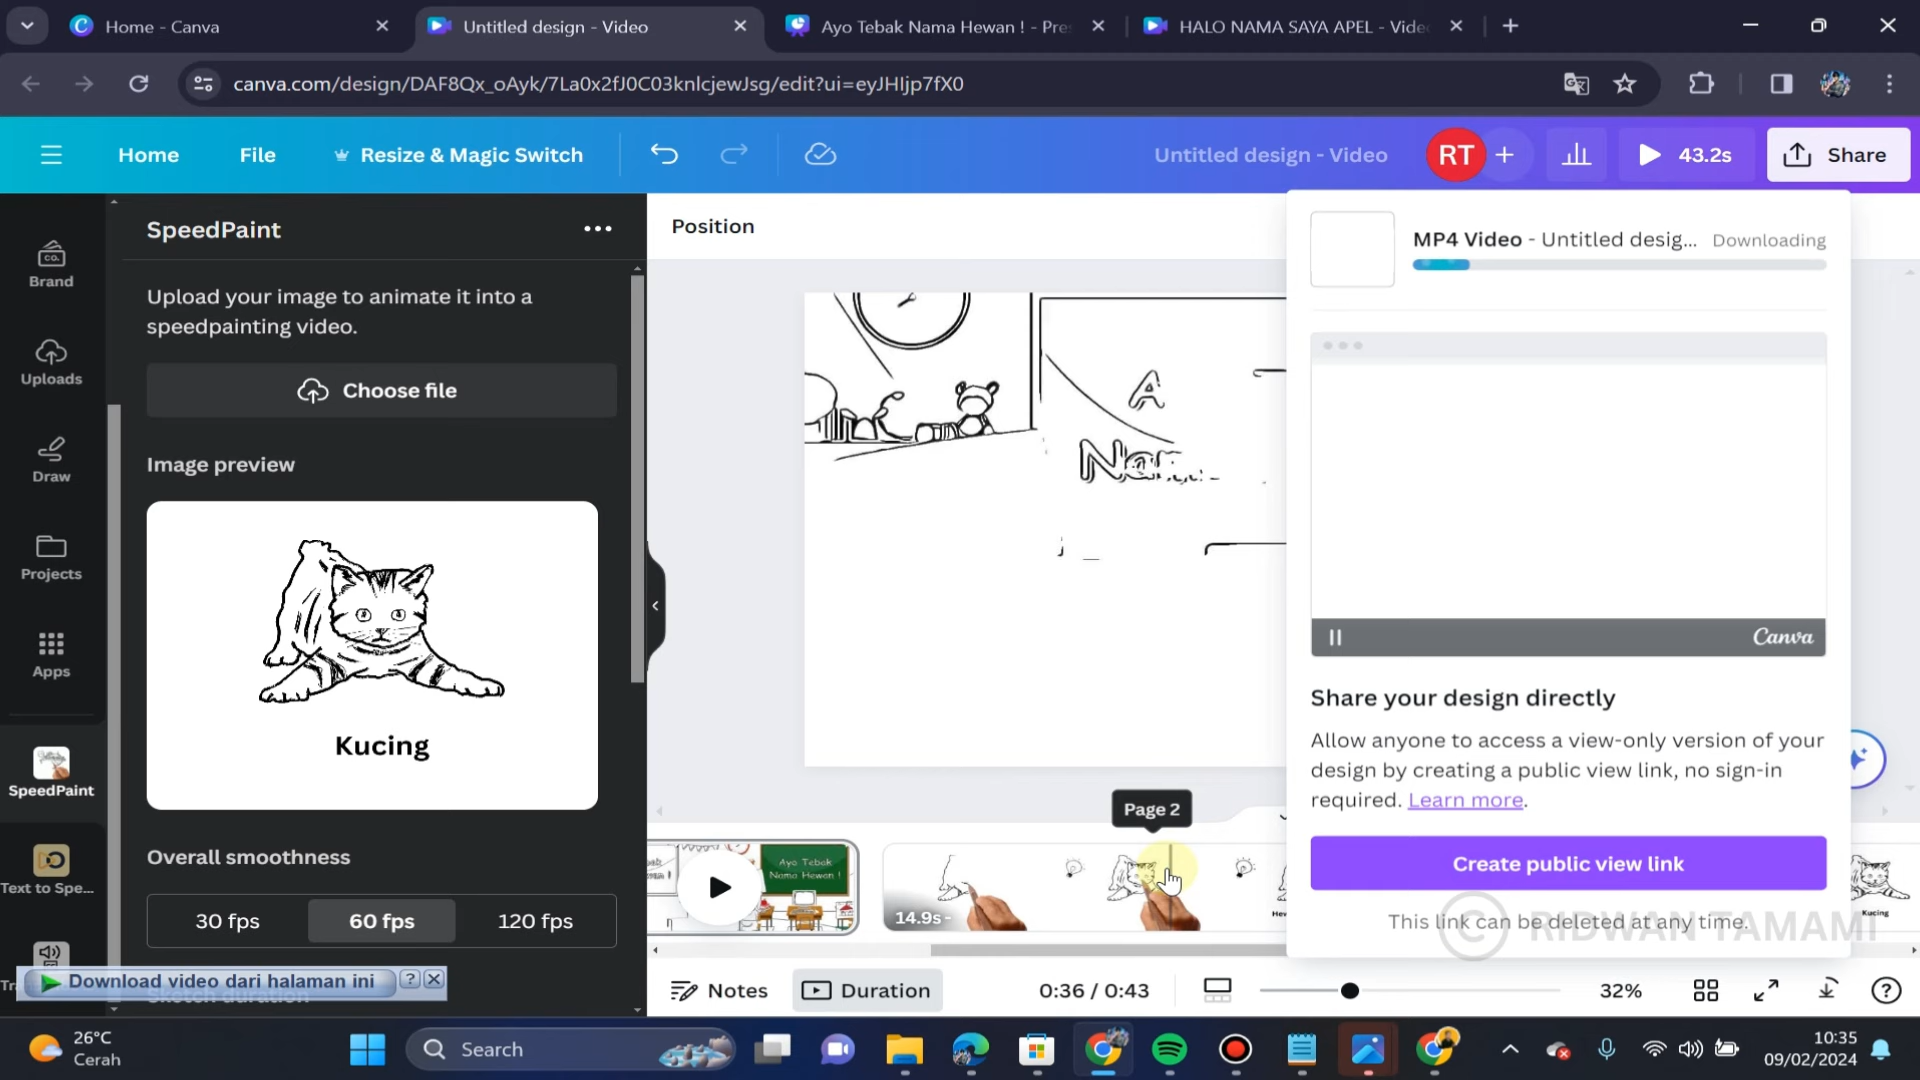 Home - Canva
Untitled design - Video
Ayo Tebak Nama Hewan ! - Pres
HALO NAMA SAYA APEL - Vide
canva.com/design/DAF8Qx_oAyk/7La0x2fJ0C03knlcjewJsg/edit?ui=eyJHIjp7fX0
Home
File
Resize & Magic Switch
Untitled design - Video
RT
43.2s
Share
Brand
Uploads
Draw
Projects
Apps
SpeedPaint
Text to Spe...
SpeedPaint
Upload your image to animate it into a
speedpainting video.
Choose file
Image preview
Kucing
Overall smoothness
30 fps
60 fps
120 fps
Sketch duration
Download video dari halaman ini
Position
A
Page 2
Ayo Tebak
Nama Hewan !
14.9s
Kucing
MP4 Video - Untitled desig...
Downloading
Canva
Share your design directly
Allow anyone to access a view-only version of your
design by creating a public view link, no sign-in
required. Learn more.
Create public view link
This link can be deleted at any time.
© RIDWAN TAMAMI
Notes
Duration
0:36 / 0:43
32%
26°C
Cerah
Search
10:35
09/02/2024